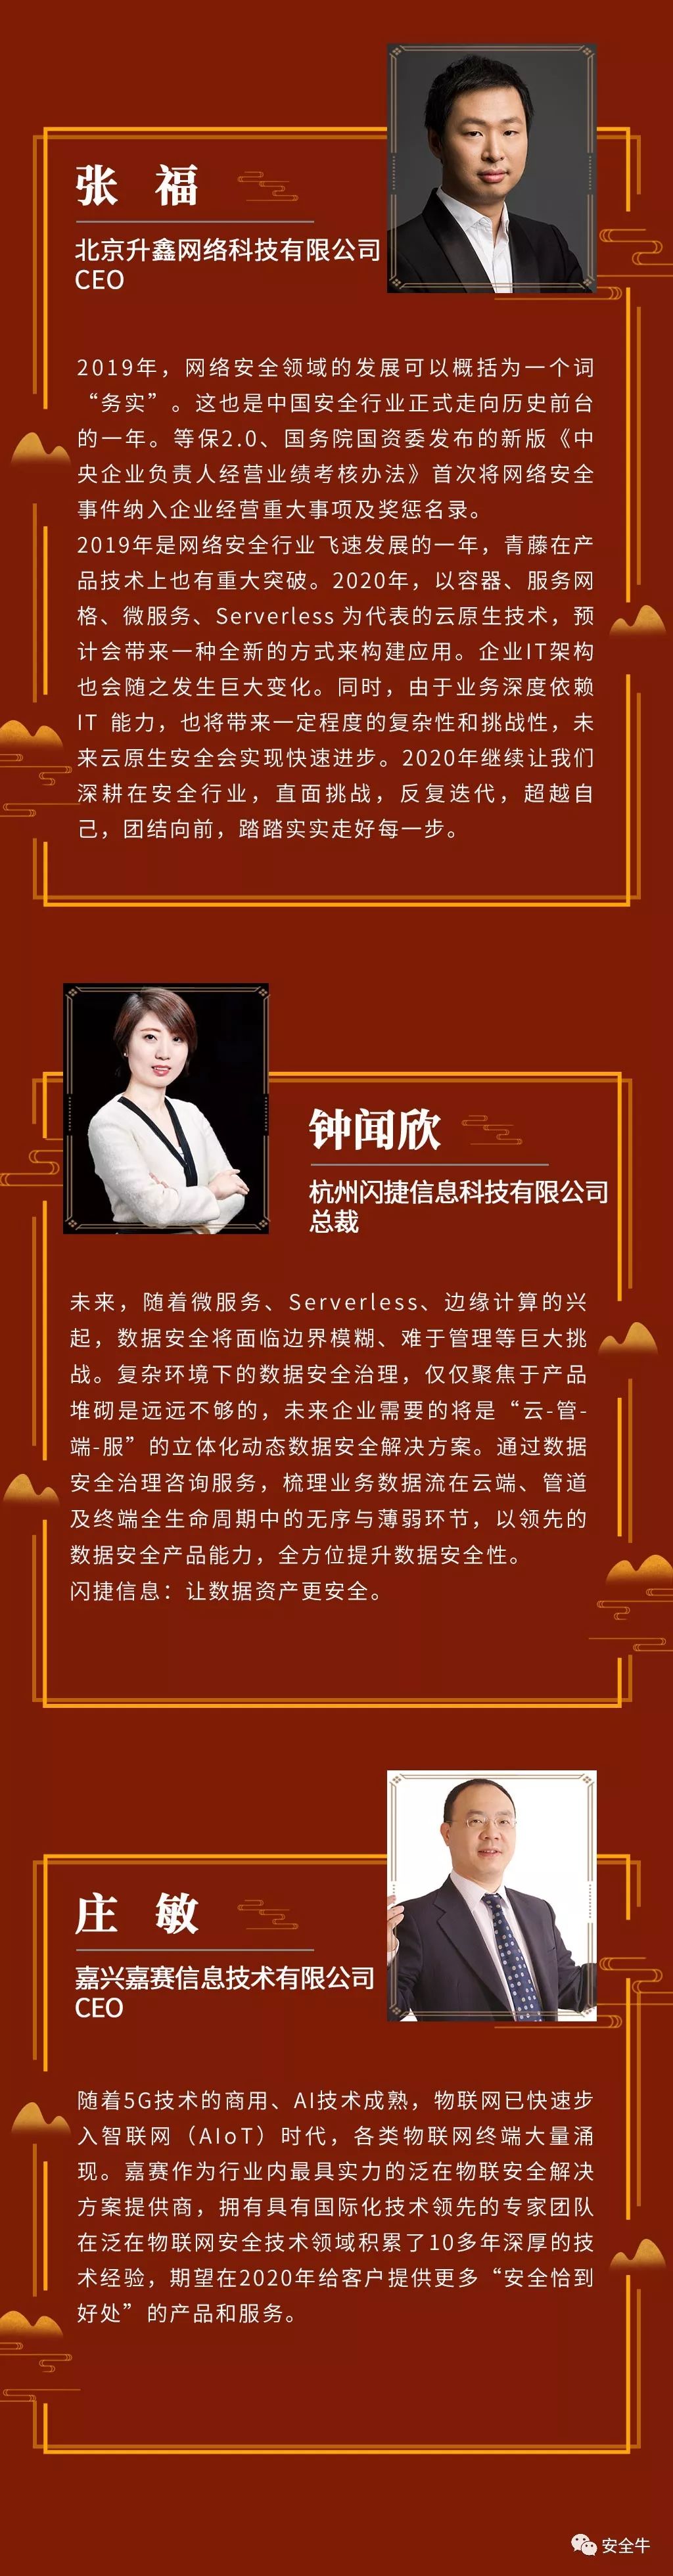 张 福
北京升鑫网络科技有限公司
CEO
2019年，网络安全领域的发展可以概括为一个词
“务实”。这也是中国安全行业正式走向历史前台
的一年。等保2.0、国务院国资委发布的新版《中
央企业负责人经营业绩考核办法》首次将网络安全
事件纳入企业经营重大事项及奖惩名录。
2019年是网络安全行业飞速发展的一年，青藤在产
品技术上也有重大突破。2020年，以容器、服务网
格、微服务、Serverless 为代表的云原生技术，预
计会带来一种全新的方式来构建应用。企业IT架构
也会随之发生巨大变化。同时，由于业务深度依赖
IT 能力，也将带来一定程度的复杂性和挑战性，未
来云原生安全会实现快速进步。2020年继续让我们
深耕在安全行业，直面挑战，反复迭代，超越自
己，团结向前，踏踏实实走好每一步。
钟闻欣
杭州闪捷信息科技有限公司
总裁
未来，随着微服务、Serverless、边缘计算的兴
起，数据安全将面临边界模糊、难于管理等巨大挑
战。复杂环境下的数据安全治理，仅仅聚焦于产品
堆砌是远远不够的，未来企业需要的将是“云-管-
端-服”的立体化动态数据安全解决方案。通过数据
安全治理咨询服务，梳理业务数据流在云端、管道
及终端全生命周期中的无序与薄弱环节，以领先的
数据安全产品能力，全方位提升数据安全性。
闪捷信息：让数据资产更安全。
庄 敏
嘉兴嘉赛信息技术有限公司
CEO
随着5G技术的商用、AI技术成熟，物联网已快速步
入智联网（AIoT）时代，各类物联网终端大量涌
现。嘉赛作为行业内最具实力的泛在物联安全解决
方案提供商，拥有具有国际化技术领先的专家团队
在泛在物联网安全技术领域积累了10多年深厚的技
术经验，期望在2020年给客户提供更多“安全恰到
好处”的产品和服务。
安全牛